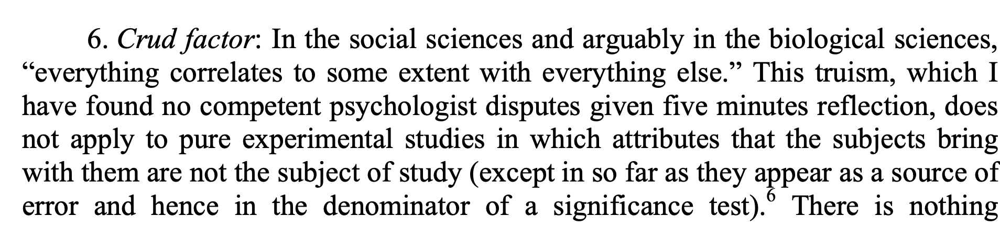 6. Crud factor: In the social sciences and arguably in the biological sciences,
“everything correlates to some extent with everything else.” This truism, which I
have found no competent psychologist disputes given five minutes reflection, does
not apply to pure experimental studies in which attributes that the subjects bring
with them are not the subject of study (except in so far as they appear as a source of
error and hence in the denominator of a significance test).⁶ There is nothing